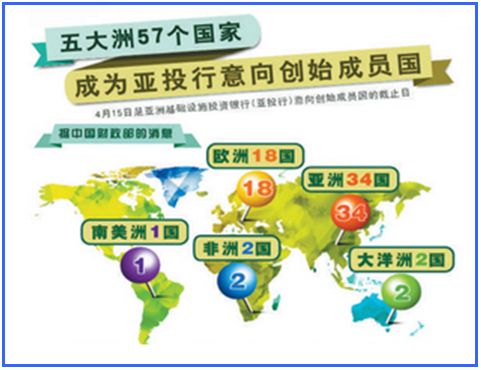 五大洲57个国家
成为亚投行意向创始成员国
4月15日是亚洲基础设施投资银行(亚投行)意向创始成员国的截止日
据中国财政部的消息
欧洲18国
18
亚洲34国
34
南美洲1国
1
非洲2国
2
大洋洲2国
2